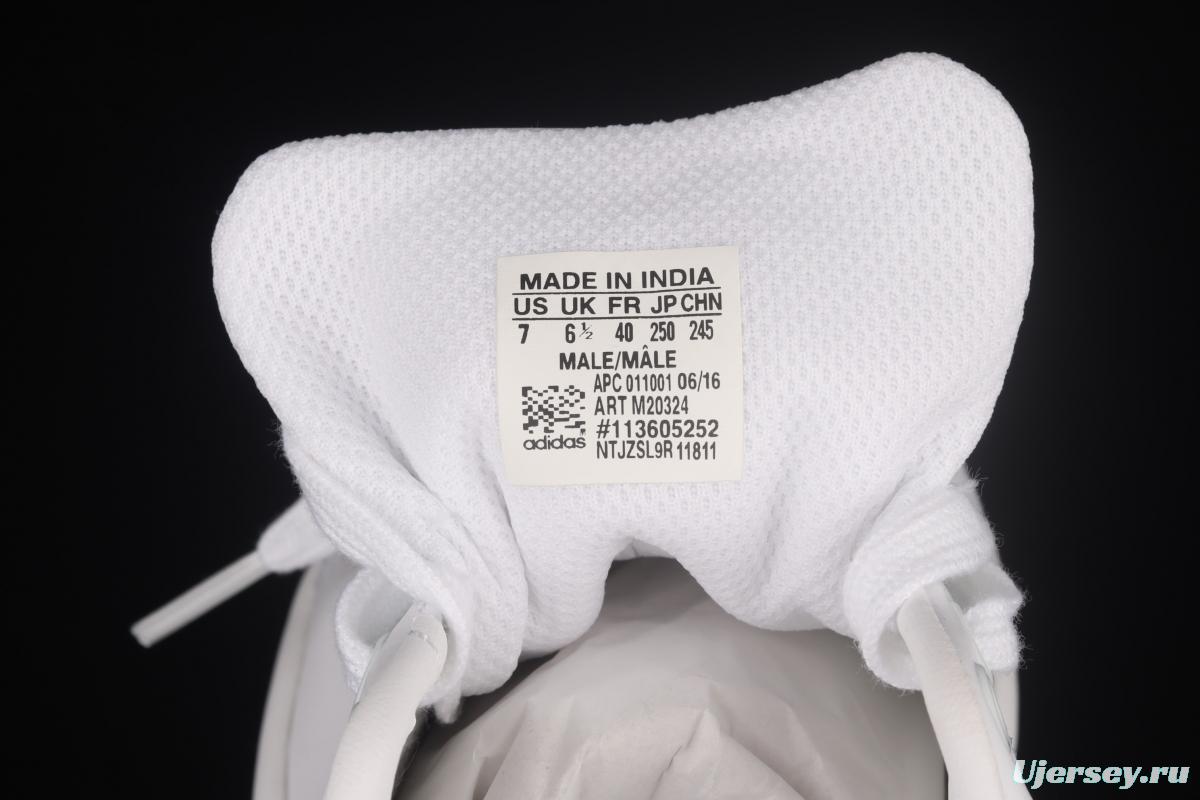 MADE IN INDIA
US UK FR JP CHN
7 6½ 40 250 245
MALE/MÂLE
APC 011001 06/16
ART M20324
#113605252
adidas
NTJZSL9R 11811
Ujersey.ru